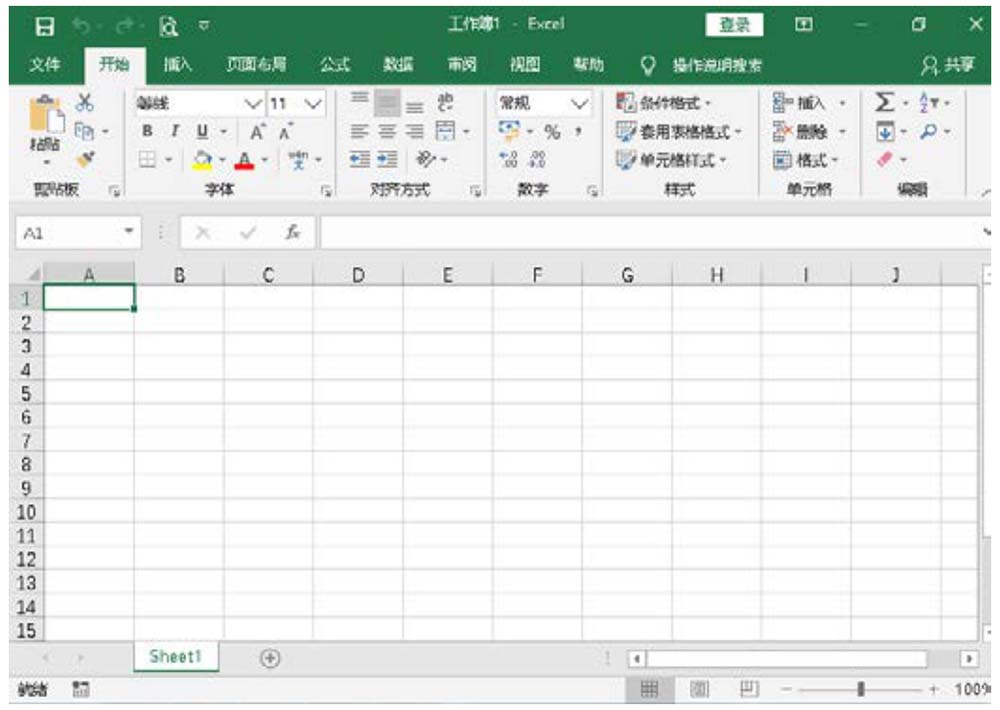 工作簿1 - Excel
登录
文件 开始 插入 页面布局 公式 数据 审阅 视图 帮助 操作说明搜索 共享
等线 11 常规 条件格式 插入
粘贴 B I U A A % 套用表格格式 删除
A 单元格样式 格式
剪贴板 字体 对齐方式 数字 样式 单元格 编辑
A1 fx
A B C D E F G H I J
1
2
3
4
5
6
7
8
9
10
11
12
13
14
15
Sheet1
就绪 100%